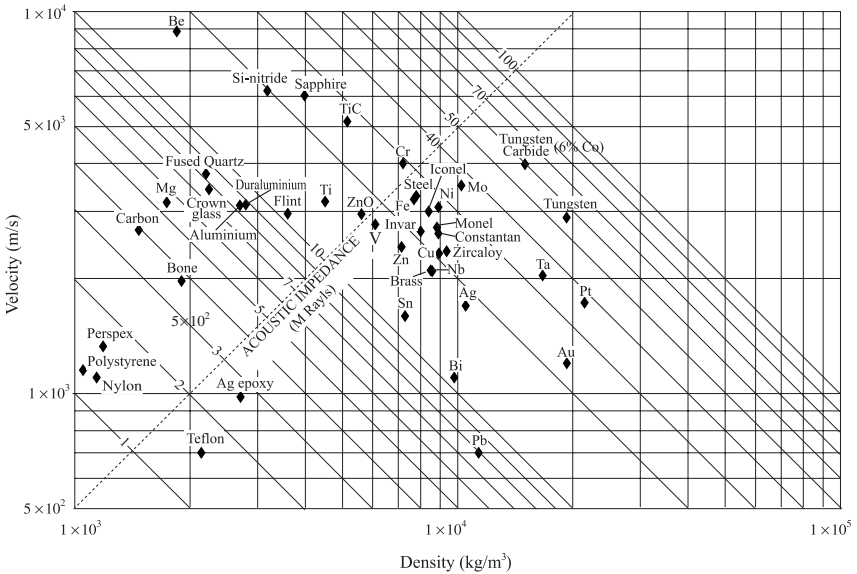 1 × 10⁴
Be
Si-nitride
Sapphire
TiC
100
70
50
40
5 × 10³
Cr
Tungsten
Carbide (6% Co)
Iconel
Fused Quartz
Steel
Mo
Mg
Duraluminium
Ti
Ni
Crown
glass
Flint
ZnO
Fe
Tungsten
Carbon
Aluminium
V
Invar
Monel
Constantan
10
Zn
Cu
Zircaloy
Bone
7
Brass
Nb
Ta
ACOUSTIC IMPEDANCE
(M Rayls)
5×10²
5
Sn
Ag
Pt
Perspex
3
Polystyrene
Bi
Au
Nylon
2
Ag epoxy
1 × 10³
1
Teflon
Pb
5 × 10²
1 × 10³
1 × 10⁴
1 × 10⁵
Velocity (m/s)
Density (kg/m³)